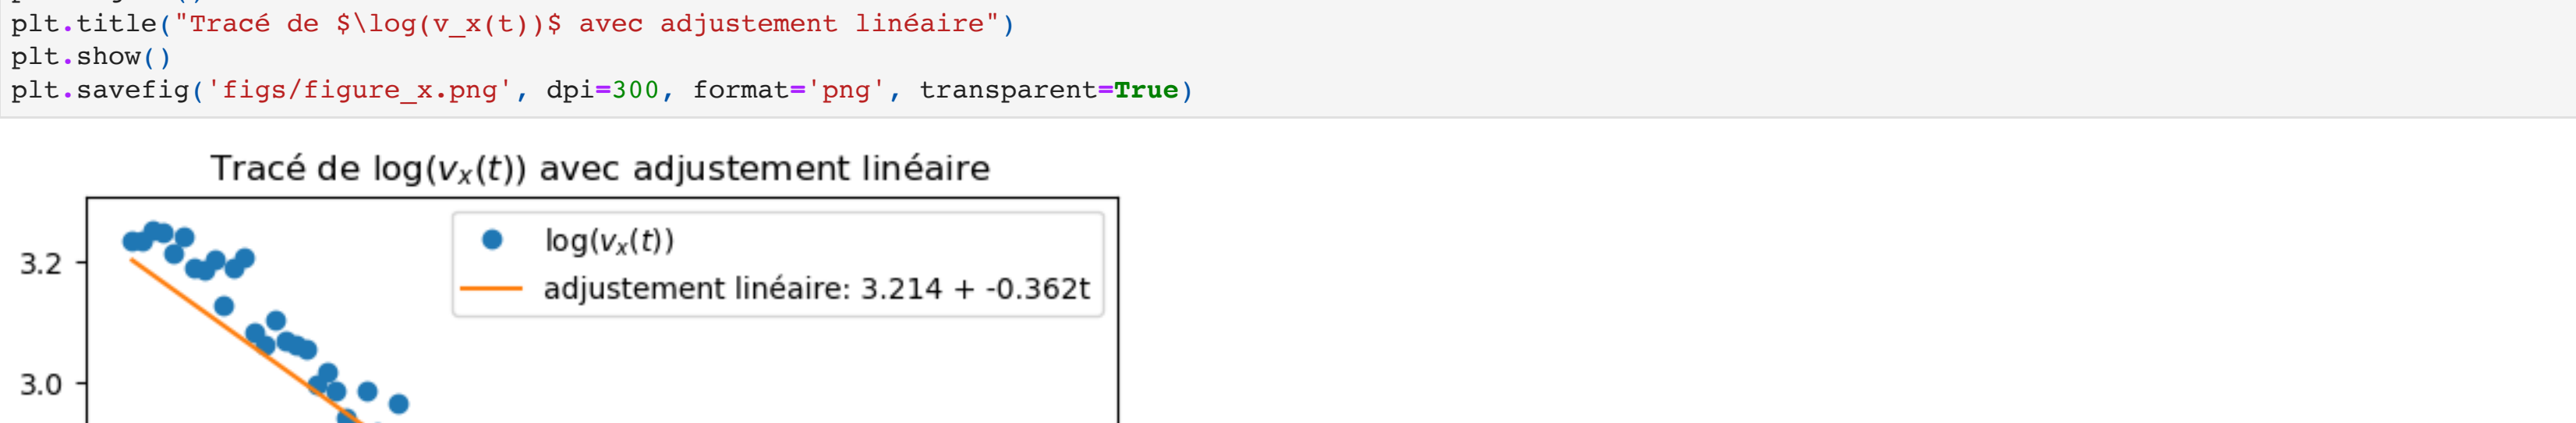 plt.title("Tracé de $\log(v_x(t))$ avec adjustement linéaire")
plt.show()
plt.savefig('figs/figure_x.png', dpi=300, format='png', transparent=True)
Tracé de log(vₓ(t)) avec adjustement linéaire
log(vₓ(t))
adjustement linéaire: 3.214 + -0.362t
3.2
3.0